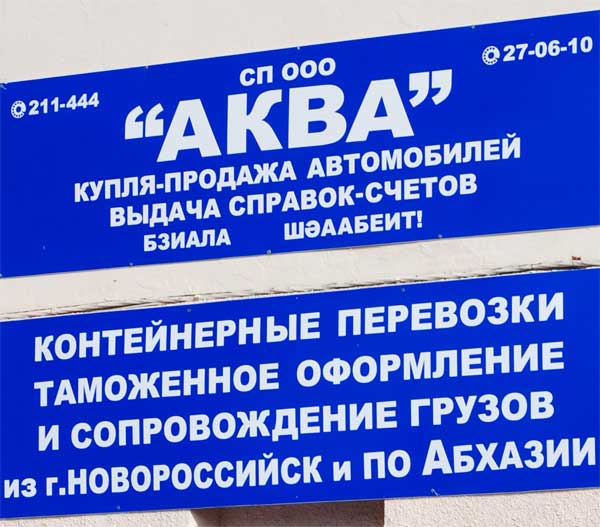 СП ООО
211-444
27-06-10
“АКВА”
КУПЛЯ-ПРОДАЖА АВТОМОБИЛЕЙ
ВЫДАЧА СПРАВОК-СЧЕТОВ
БЗИАЛА ШӘААБЕИТ!
КОНТЕЙНЕРНЫЕ ПЕРЕВОЗКИ
ТАМОЖЕННОЕ ОФОРМЛЕНИЕ
И СОПРОВОЖДЕНИЕ ГРУЗОВ
из г.НОВОРОССИЙСК и ПО АБХАЗИИ